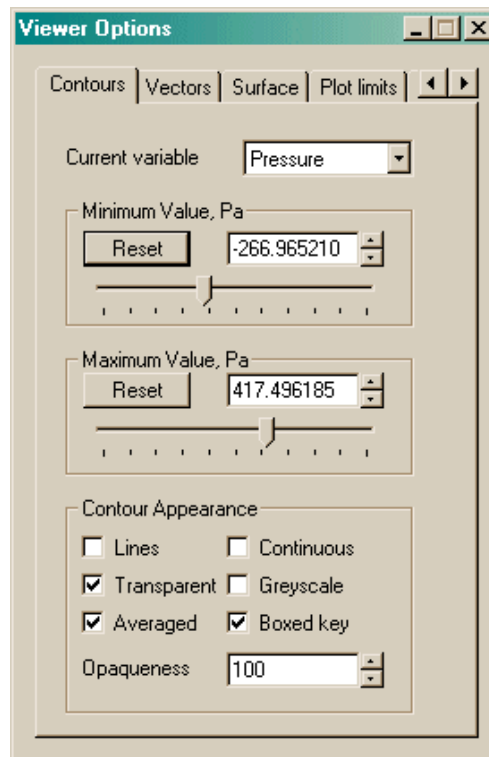 Viewer Options
Contours Vectors Surface Plot limits
Current variable Pressure
Minimum Value, Pa
Reset -266.965210
Maximum Value, Pa
Reset 417.496185
Contour Appearance
Lines Continuous
Transparent Greyscale
Averaged Boxed key
Opaqueness 100